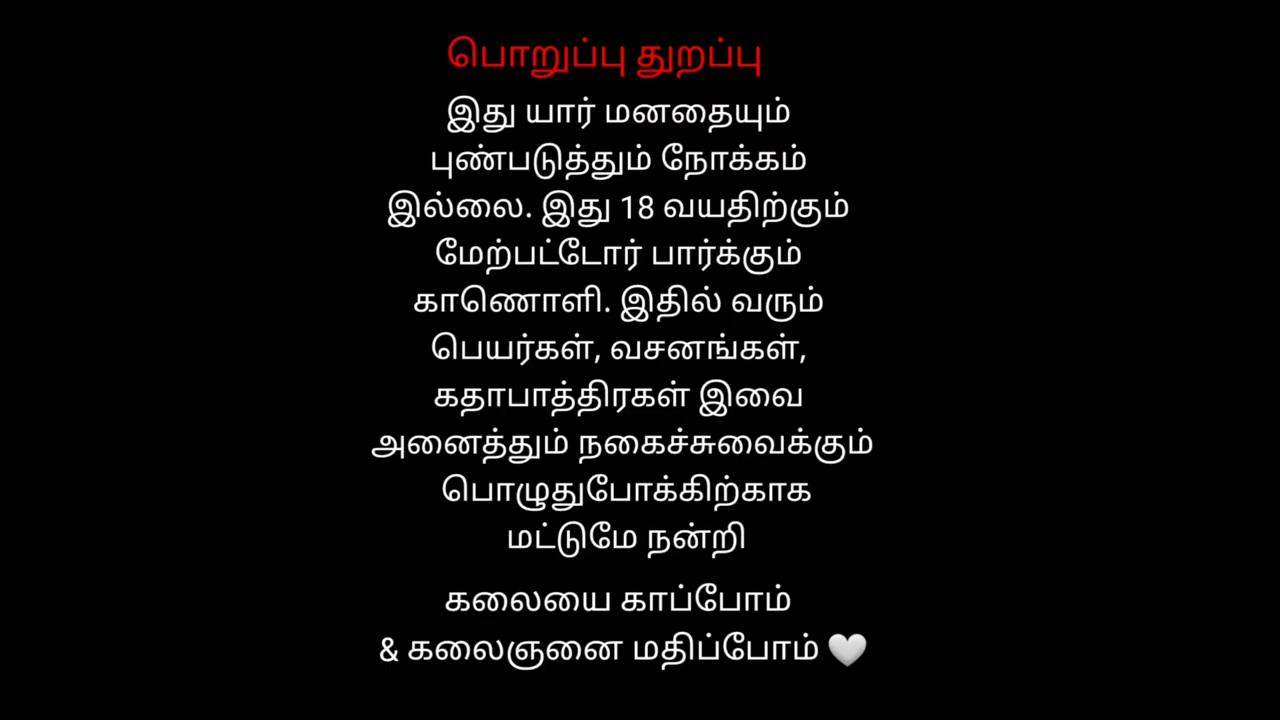 பொறுப்பு துறப்பு
இது யார் மனதையும்
புண்படுத்தும் நோக்கம்
இல்லை. இது 18 வயதிற்கும்
மேற்பட்டோர் பார்க்கும்
காணொளி. இதில் வரும்
பெயர்கள், வசனங்கள்,
கதாபாத்திரகள் இவை
அனைத்தும் நகைச்சுவைக்கும்
பொழுதுபோக்கிற்காக
மட்டுமே நன்றி
கலையை காப்போம்
& கலைஞனை மதிப்போம் 🤍